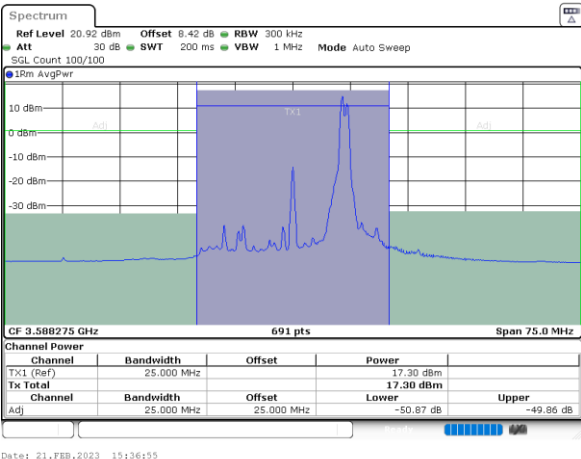 Spectrum
Ref Level 20.92 dBm Offset 8.42 dB RBW 300 kHz
Att 30 dB SWT 200 ms VBW 1 MHz Mode Auto Sweep
SGL Count 100/100
1Rm AvgPwr
10 dBm
TX1
Adj Adj
0 dBm
-10 dBm
-20 dBm
-30 dBm
CF 3.588275 GHz 691 pts Span 75.0 MHz
Channel Power
Channel Bandwidth Offset Power
TX1 (Ref) 25.000 MHz 17.30 dBm
Tx Total 17.30 dBm
Channel Bandwidth Offset Lower Upper
Adj 25.000 MHz 25.000 MHz -50.87 dB -49.86 dB
Ready
Date: 21.FEB.2023 15:36:55